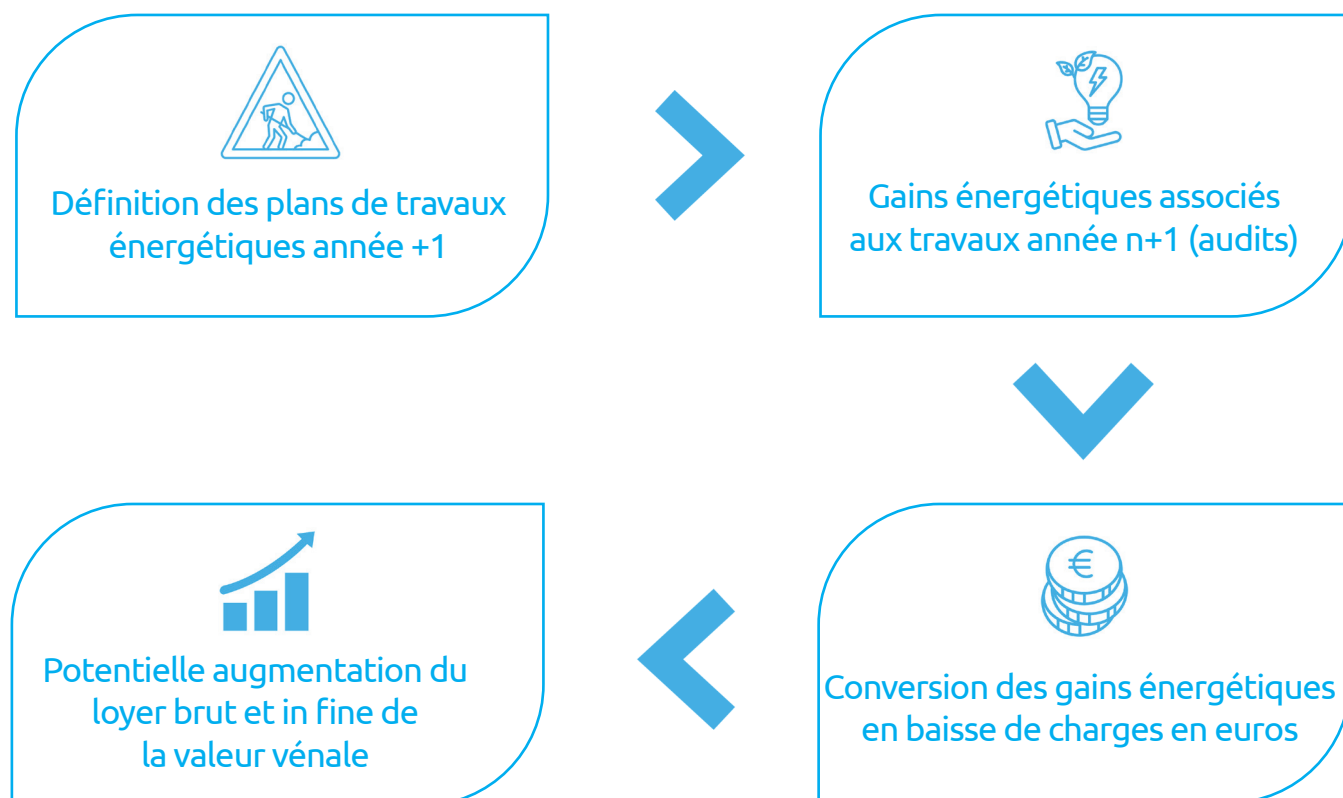 Définition des plans de travaux
énergétiques année +1
Gains énergétiques associés
aux travaux année n+1 (audits)
€
Conversion des gains énergétiques
en baisse de charges en euros
Potentielle augmentation du
loyer brut et in fine de
la valeur vénale